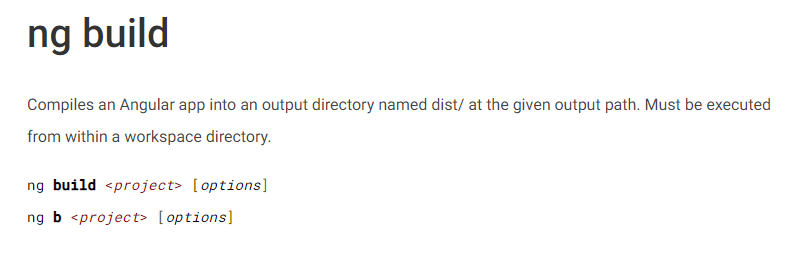 ng build
Compiles an Angular app into an output directory named dist/ at the given output path. Must be executed
from within a workspace directory.
ng build <project> [options]
ng b <project> [options]